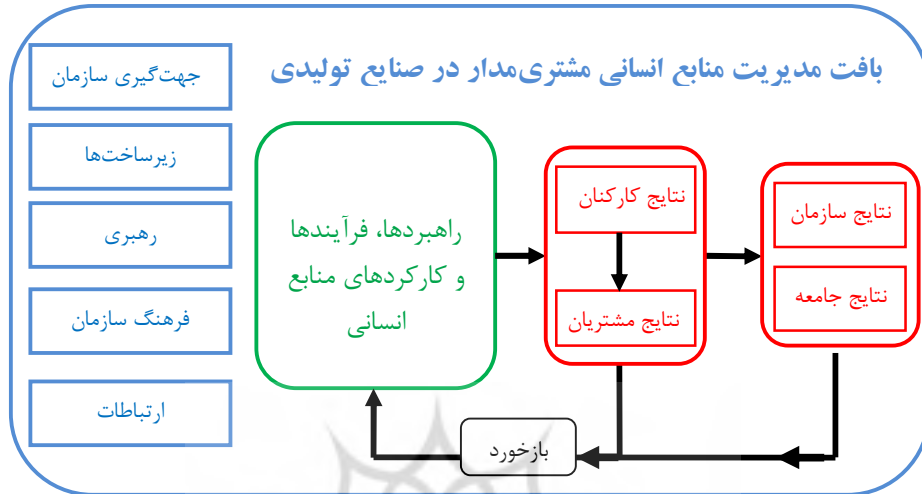 بافت مدیریت منابع انسانی مشتری‌مدار در صنایع تولیدی
جهت‌گیری سازمان
زیرساخت‌ها
رهبری
فرهنگ سازمان
ارتباطات
راهبردها، فرآیندها
و کارکردهای منابع
انسانی
نتایج کارکنان
نتایج مشتریان
نتایج سازمان
نتایج جامعه
بازخورد